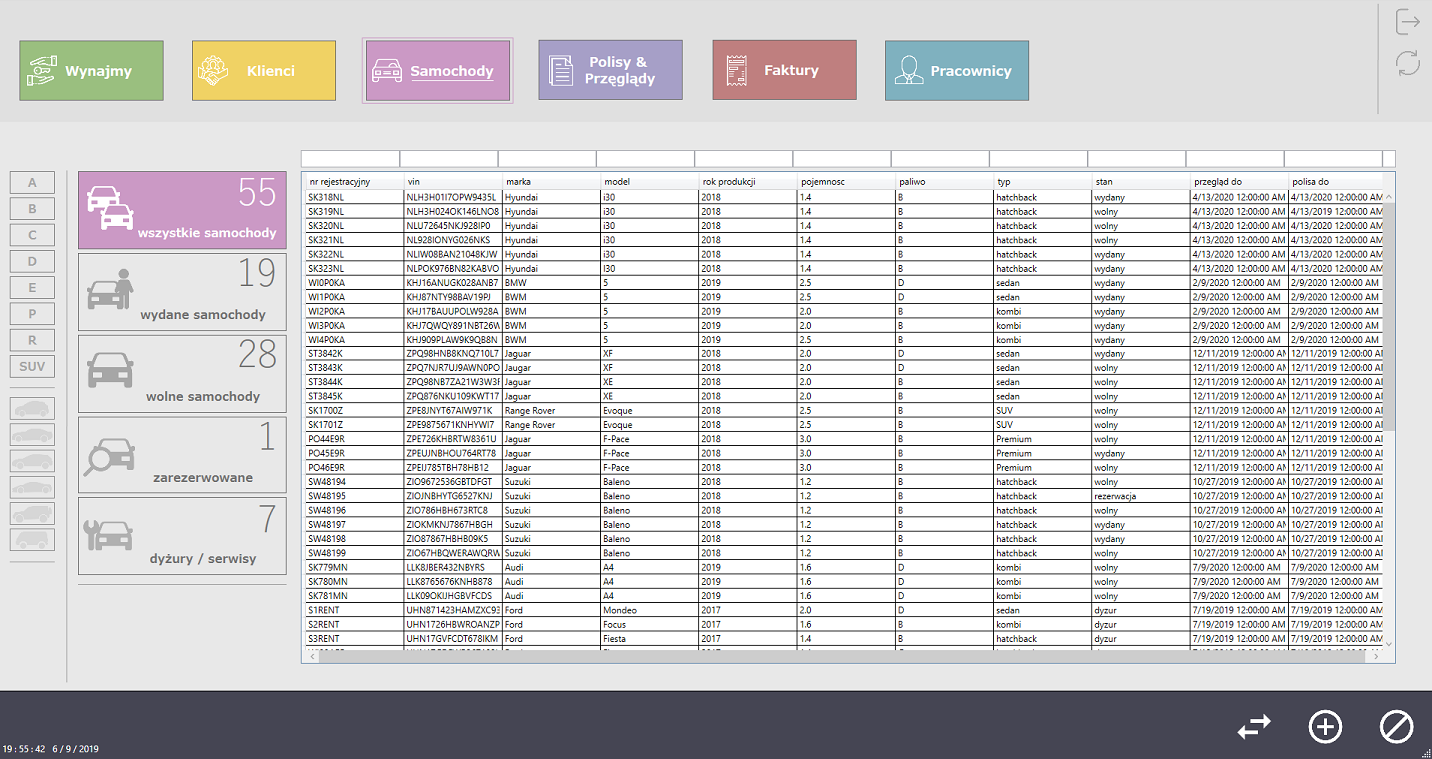 Wynajmy
Klienci
Samochody
Polisy &
Przeglądy
Faktury
Pracownicy
A
B
C
D
E
P
R
SUV
55
wszystkie samochody
19
wydane samochody
28
wolne samochody
1
zarezerwowane
7
dyżury / serwisy
nr rejestracyjny vin marka model rok produkcji pojemnosc paliwo typ stan przegląd do polisa do
SK318NL NLH3H01I7OPW9435L Hyundai i30 2018 1.4 B hatchback wydany 4/13/2020 12:00:00 AM 4/13/2020 12:00:00 AM
SK319NL NLH3H024OK146LNO8 Hyundai i30 2018 1.4 B hatchback wolny 4/13/2020 12:00:00 AM 4/13/2019 12:00:00 AM
SK320NL NLU72645NKJ928IP0 Hyundai i30 2018 1.4 B hatchback wolny 4/13/2020 12:00:00 AM 4/13/2020 12:00:00 AM
SK321NL NL928IONYG026NKS Hyundai i30 2018 1.4 B hatchback wolny 4/13/2020 12:00:00 AM 4/13/2020 12:00:00 AM
SK322NL NLIW08BAN21048KJW Hyundai i30 2018 1.4 B hatchback wydany 4/13/2020 12:00:00 AM 4/13/2020 12:00:00 AM
SK323NL NLPOK976BN82KABVO Hyundai I30 2018 1.4 B hatchback wydany 4/13/2020 12:00:00 AM 4/13/2020 12:00:00 AM
WI0P0KA KHJ16ANUGK028ANB7 BMW 5 2019 2.5 D sedan wydany 2/9/2020 12:00:00 AM 2/9/2020 12:00:00 AM
WI1P0KA KHJ87NTY98BAV19PJ BWM 5 2019 2.5 D sedan wydany 2/9/2020 12:00:00 AM 2/9/2020 12:00:00 AM
WI2P0KA KHJ17BAUUPOLW928A BWM 5 2019 2.0 B kombi wydany 2/9/2020 12:00:00 AM 2/9/2020 12:00:00 AM
WI3P0KA KHJ7QWQY891NBT26W BWM 5 2019 2.0 B kombi wydany 2/9/2020 12:00:00 AM 2/9/2020 12:00:00 AM
WI4P0KA KHJ909PLAW9K9QB8N BWM 5 2019 2.5 B kombi wydany 2/9/2020 12:00:00 AM 2/9/2020 12:00:00 AM
ST3842K ZPQ98HNB8KNQ710L7 Jaguar XF 2018 2.0 D sedan wydany 12/11/2019 12:00:00 AM 12/11/2019 12:00:00 AM
ST3843K ZPQ7NJR7UJ9AWN0PO Jaugar XF 2018 2.0 D sedan wydany 12/11/2019 12:00:00 AM 12/11/2019 12:00:00 AM
ST3844K ZPQ98NB7ZA21W3W3F Jaguar XE 2018 2.0 B sedan wolny 12/11/2019 12:00:00 AM 12/11/2019 12:00:00 AM
ST3845K ZPQ876NKU109KWT17 Jaguar XE 2018 2.0 B sedan wolny 12/11/2019 12:00:00 AM 12/11/2019 12:00:00 AM
SK1700Z ZPE8JNYT67AIW971K Range Rover Evoque 2018 2.5 B SUV wolny 12/11/2019 12:00:00 AM 12/11/2019 12:00:00 AM
SK1701Z ZPE9875671KNHYWI7 Range Rover Evoque 2018 2.5 B SUV wolny 12/11/2019 12:00:00 AM 12/11/2019 12:00:00 AM
PO44E9R ZPE726KHBRTW8361U Jaguar F-Pace 2018 3.0 B Premium wolny 12/11/2019 12:00:00 AM 12/11/2019 12:00:00 AM
PO45E9R ZPEUJNBHOU764RT78 Jaguar F-Pace 2018 3.0 B Premium wydany 12/11/2019 12:00:00 AM 12/11/2019 12:00:00 AM
PO46E9R ZPEIJ785TBH78HB12 Jaguar F-Pace 2018 3.0 B Premium wolny 12/11/2019 12:00:00 AM 12/11/2019 12:00:00 AM
SW48194 ZIO9672536GBTDFGT Suzuki Baleno 2018 1.2 B hatchback wolny 10/27/2019 12:00:00 AM 10/27/2019 12:00:00 AM
SW48195 ZIOJNBHYTG6527KNJ Suzuki Baleno 2018 1.2 B hatchback rezerwacja 10/27/2019 12:00:00 AM 10/27/2019 12:00:00 AM
SW48196 ZIO786HBH673RTC8 Suzuki Baleno 2018 1.2 B hatchback wolny 10/27/2019 12:00:00 AM 10/27/2019 12:00:00 AM
SW48197 ZIOKMKNJ7867HBGH Suzuki Baleno 2018 1.2 B hatchback wydany 10/27/2019 12:00:00 AM 10/27/2019 12:00:00 AM
SW48198 ZIO87867HBHB09K5 Suzuki Baleno 2018 1.2 B hatchback wydany 10/27/2019 12:00:00 AM 10/27/2019 12:00:00 AM
SW48199 ZIO67HBQWERAWQRW Suzuki Baleno 2018 1.2 B hatchback wolny 10/27/2019 12:00:00 AM 10/27/2019 12:00:00 AM
SK779MN LLK8JBER432NBYRS Audi A4 2019 1.6 D kombi wolny 7/9/2020 12:00:00 AM 7/9/2020 12:00:00 AM
SK780MN LLK8765676KNHB878 Audi A4 2019 1.6 D kombi wolny 7/9/2020 12:00:00 AM 7/9/2020 12:00:00 AM
SK781MN LLK09OKIJHGBVFCDS Audi A4 2019 1.6 D kombi wolny 7/9/2020 12:00:00 AM 7/9/2020 12:00:00 AM
S1RENT UHN871423HAMZXC93 Ford Mondeo 2017 2.0 D sedan dyzur 7/19/2019 12:00:00 AM 7/19/2019 12:00:00 AM
S2RENT UHN1726HBWROANZP Ford Focus 2017 1.6 B kombi dyzur 7/19/2019 12:00:00 AM 7/19/2019 12:00:00 AM
S3RENT UHN17GVFCDT678IKM Ford Fiesta 2017 1.4 B hatchback dyzur 7/19/2019 12:00:00 AM 7/19/2019 12:00:00 AM
19 : 55 : 42 6 / 9 / 2019